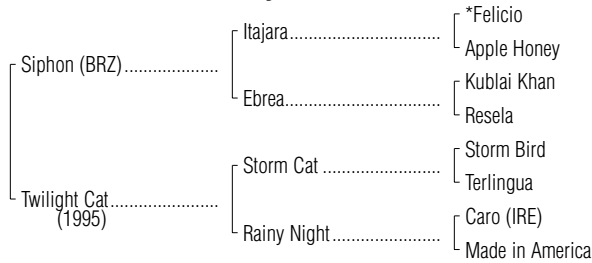 *Felicio
Itajara
Apple Honey
Siphon (BRZ)
Kublai Khan
Ebrea
Resela
Storm Bird
Storm Cat
Terlingua
Twilight Cat
(1995)
Caro (IRE)
Rainy Night
Made in America